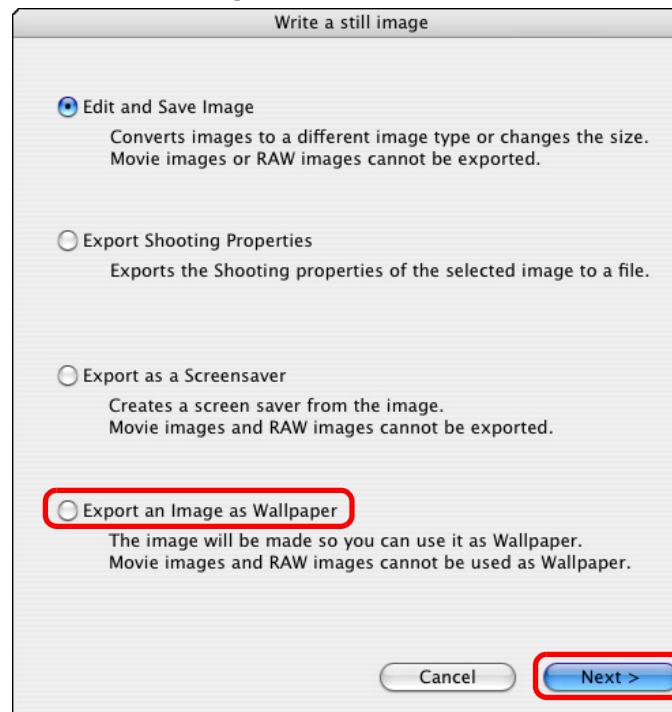 Write a still image
Edit and Save Image
Converts images to a different image type or changes the size.
Movie images or RAW images cannot be exported.
Export Shooting Properties
Exports the Shooting properties of the selected image to a file.
Export as a Screensaver
Creates a screen saver from the image.
Movie images and RAW images cannot be exported.
Export an Image as Wallpaper
The image will be made so you can use it as Wallpaper.
Movie images and RAW images cannot be used as Wallpaper.
Cancel Next >